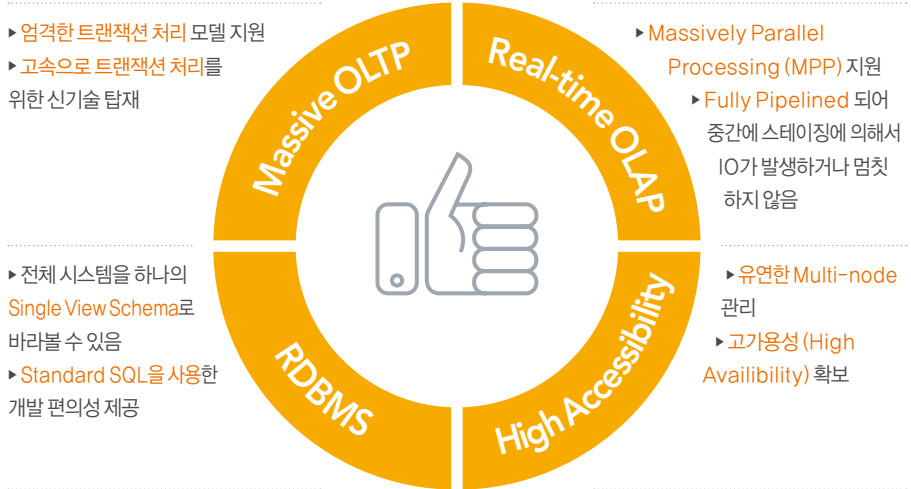 ▸ 엄격한 트랜잭션 처리 모델 지원
▸ 고속으로 트랜잭션 처리를
위한 신기술 탑재
Massive OLTP
Real-time OLAP
▸ Massively Parallel
Processing (MPP) 지원
▸ Fully Pipelined 되어
중간에 스테이징에 의해서
IO가 발생하거나 멈칫
하지 않음
▸ 전체 시스템을 하나의
Single View Schema로
바라볼 수 있음
▸ Standard SQL을 사용한
개발 편의성 제공
RDBMS
High Accessibility
▸ 유연한 Multi-node
관리
▸ 고가용성 (High
Availibility) 확보